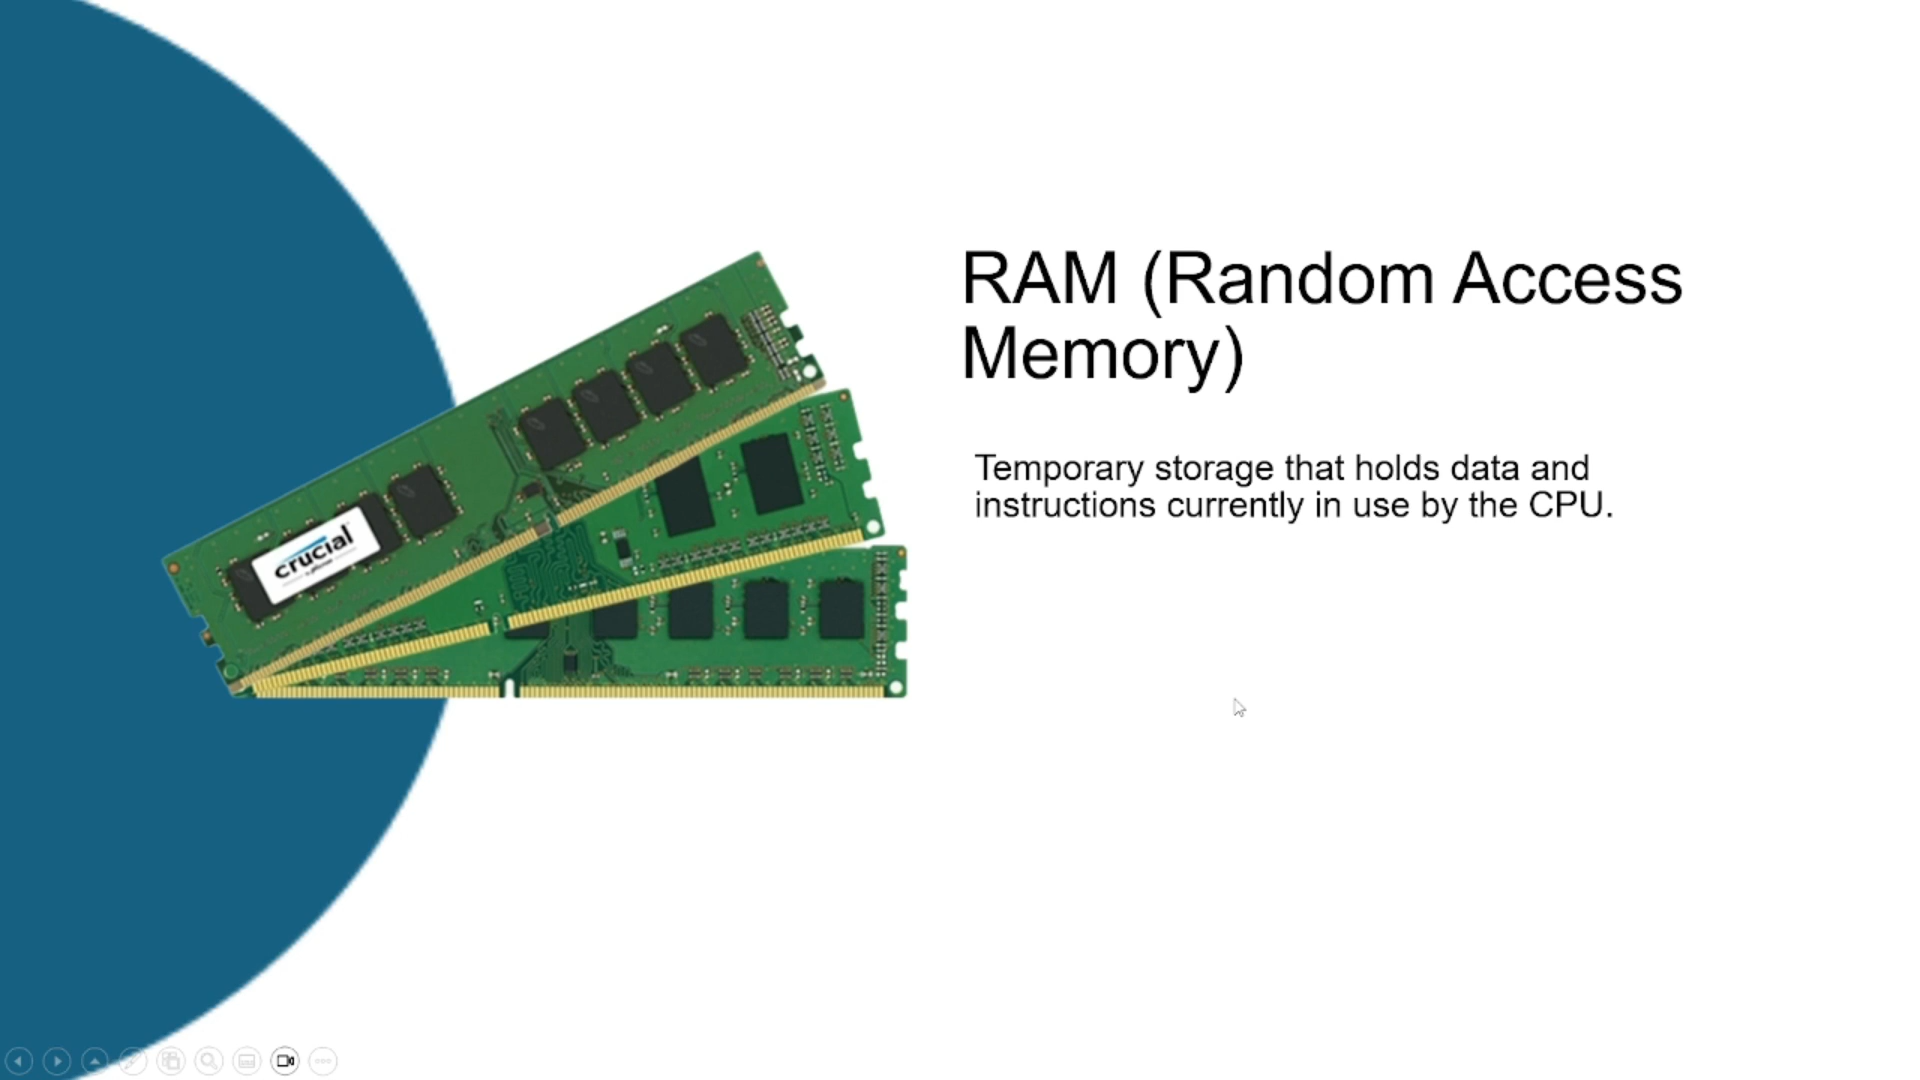 RAM (Random Access
Memory)
Temporary storage that holds data and
instructions currently in use by the CPU.
crucial